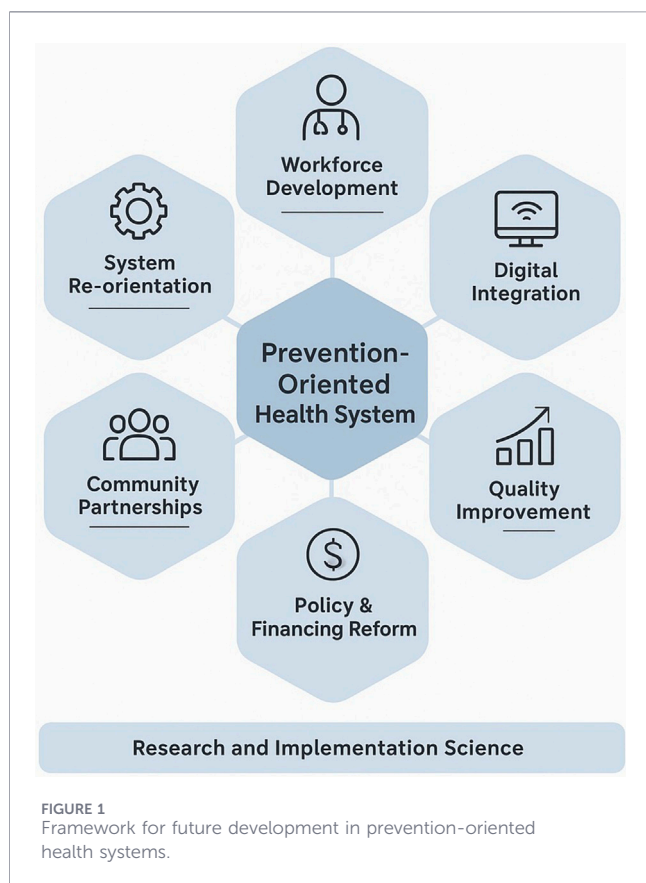 Workforce
Development
System
Re-orientation
Digital
Integration
Prevention-
Oriented
Health System
Community
Partnerships
Quality
Improvement
$
Policy &
Financing Reform
Research and Implementation Science
FIGURE 1
Framework for future development in prevention-oriented
health systems.